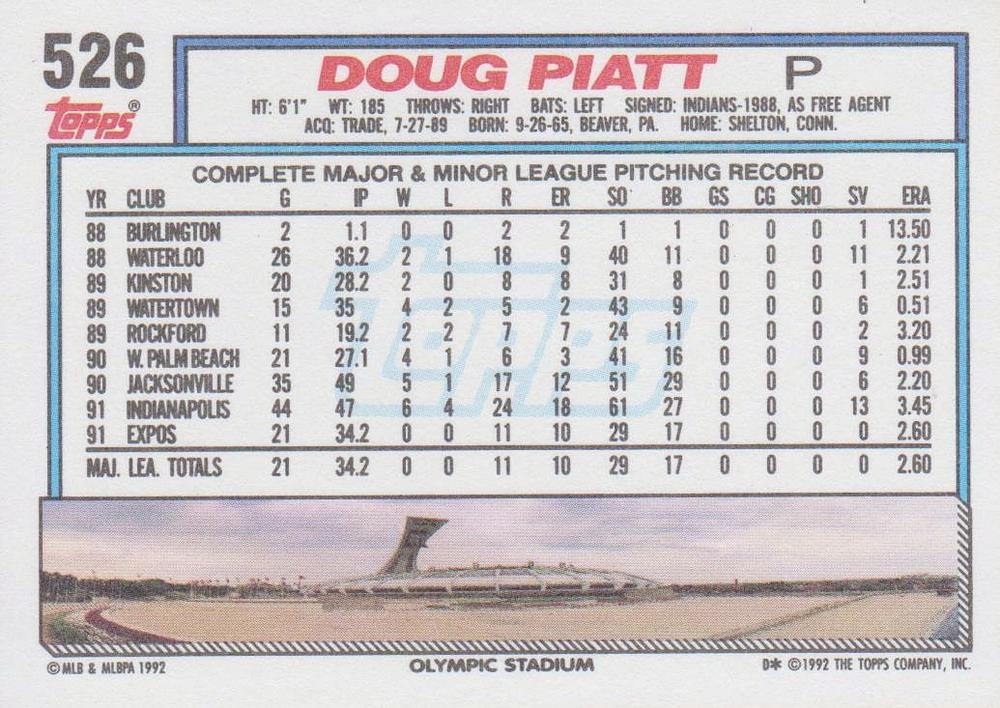 526
Topps®
DOUG PIATT P
HT: 6'1" WT: 185 THROWS: RIGHT BATS: LEFT SIGNED: INDIANS-1988, AS FREE AGENT
ACQ: TRADE, 7-27-89 BORN: 9-26-65, BEAVER, PA. HOME: SHELTON, CONN.
COMPLETE MAJOR & MINOR LEAGUE PITCHING RECORD
YR CLUB G IP W L R ER SO BB GS CG SHO SV ERA
88 BURLINGTON 2 1.1 0 0 2 2 1 1 0 0 0 1 13.50
88 WATERLOO 26 36.2 2 1 18 9 40 11 0 0 0 11 2.21
89 KINSTON 20 28.2 2 0 8 8 31 8 0 0 0 1 2.51
89 WATERTOWN 15 35 4 2 5 2 43 9 0 0 0 6 0.51
89 ROCKFORD 11 19.2 2 2 7 7 24 11 0 0 0 2 3.20
90 W. PALM BEACH 21 27.1 4 1 6 3 41 16 0 0 0 9 0.99
90 JACKSONVILLE 35 49 5 1 17 12 51 29 0 0 0 6 2.20
91 INDIANAPOLIS 44 47 6 4 24 18 61 27 0 0 0 13 3.45
91 EXPOS 21 34.2 0 0 11 10 29 17 0 0 0 0 2.60
MAJ. LEA. TOTALS 21 34.2 0 0 11 10 29 17 0 0 0 0 2.60
Topps
© MLB & MLBPA 1992 OLYMPIC STADIUM D* © 1992 THE TOPPS COMPANY, INC.